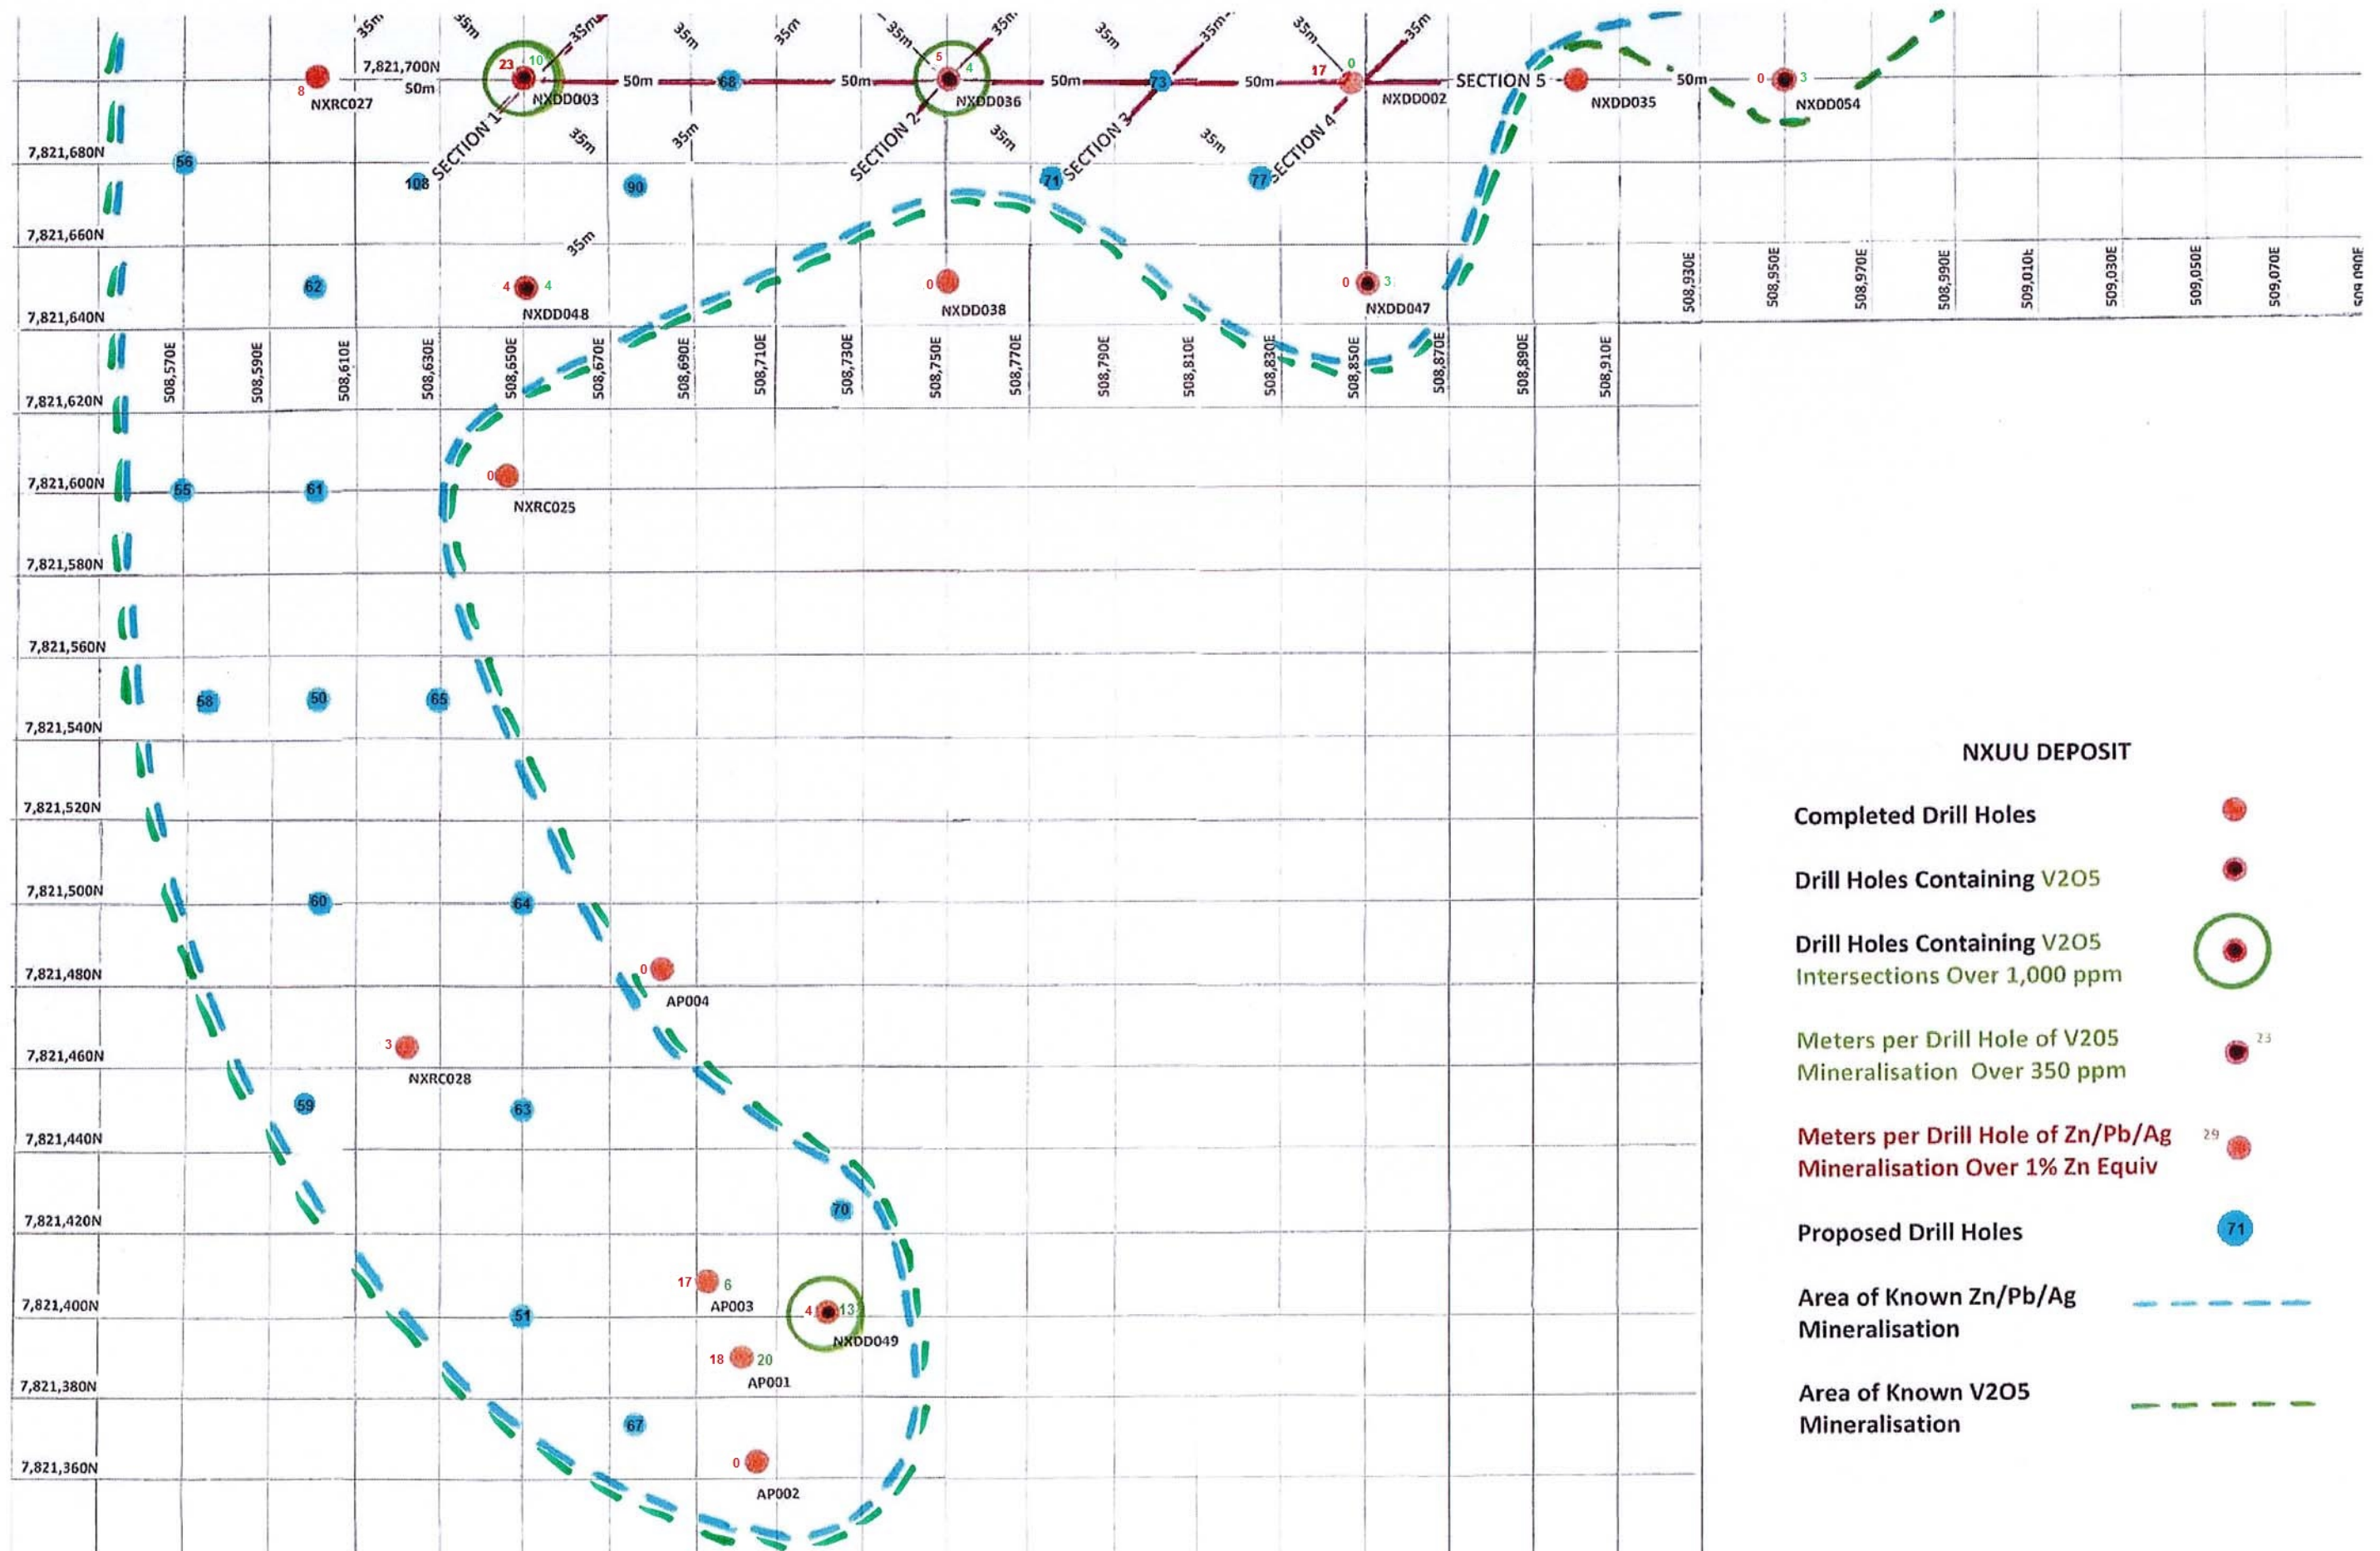 35m 35m 35m 35m 35m 35m 35m 35m 35m 35m 35m
7,821,700N
50m
8
NXRC027
23
10
NXDD003
50m
68
50m
5
4
NXDD036
50m
73
50m
17
0
NXDD002
SECTION 5
NXDD035
50m
0
3
NXDD054
SECTION 1
SECTION 2
SECTION 3
SECTION 4
35m
35m
35m
35m
7,821,680N
56
108
90
71
77
7,821,660N
35m
62
4
4
NXDD048
0
NXDD038
0
3
NXDD047
508,930E
508,950E
508,970E
508,990E
509,010E
509,030E
509,050E
509,070E
509,090E
7,821,640N
508,570E
508,590E
508,610E
508,630E
508,650E
508,670E
508,690E
508,710E
508,730E
508,750E
508,770E
508,790E
508,810E
508,830E
508,850E
508,870E
508,890E
508,910E
7,821,620N
0
NXRC025
7,821,600N
55
61
7,821,580N
7,821,560N
58
50
65
7,821,540N
7,821,520N
7,821,500N
60
64
7,821,480N
0
AP004
7,821,460N
3
NXRC028
59
63
7,821,440N
7,821,420N
70
17
6
AP003
7,821,400N
51
4
13
NXDD049
18
20
AP001
7,821,380N
67
0
AP002
7,821,360N
NXUU DEPOSIT
Completed Drill Holes
Drill Holes Containing V2O5
Drill Holes Containing V2O5
Intersections Over 1,000 ppm
Meters per Drill Hole of V205
Mineralisation Over 350 ppm
23
Meters per Drill Hole of Zn/Pb/Ag
Mineralisation Over 1% Zn Equiv
29
Proposed Drill Holes
71
Area of Known Zn/Pb/Ag
Mineralisation
Area of Known V2O5
Mineralisation